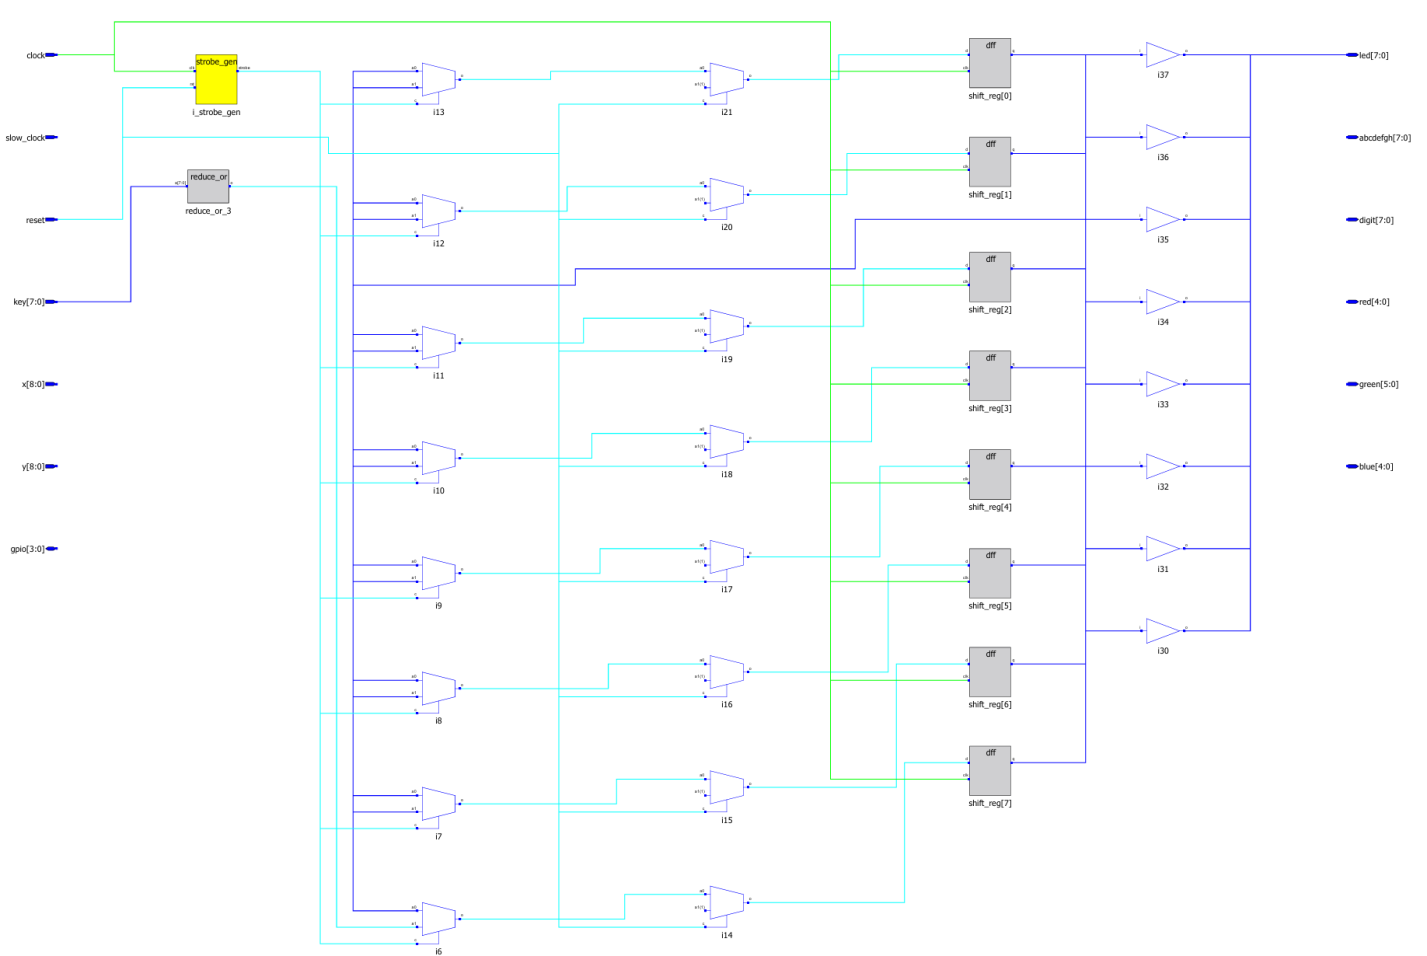 clock
slow_clock
reset
key[7:0]
x[8:0]
y[8:0]
gpio[3:0]
strobe_gen
i_strobe_gen
reduce_or
reduce_or_3
i13
i12
i11
i10
i9
i8
i7
i6
i21
i20
i19
i18
i17
i16
i15
i14
dff
shift_reg[0]
dff
shift_reg[1]
dff
shift_reg[2]
dff
shift_reg[3]
dff
shift_reg[4]
dff
shift_reg[5]
dff
shift_reg[6]
dff
shift_reg[7]
i37
i36
i35
i34
i33
i32
i31
i30
led[7:0]
abcdefgh[7:0]
digit[7:0]
red[4:0]
green[5:0]
blue[4:0]